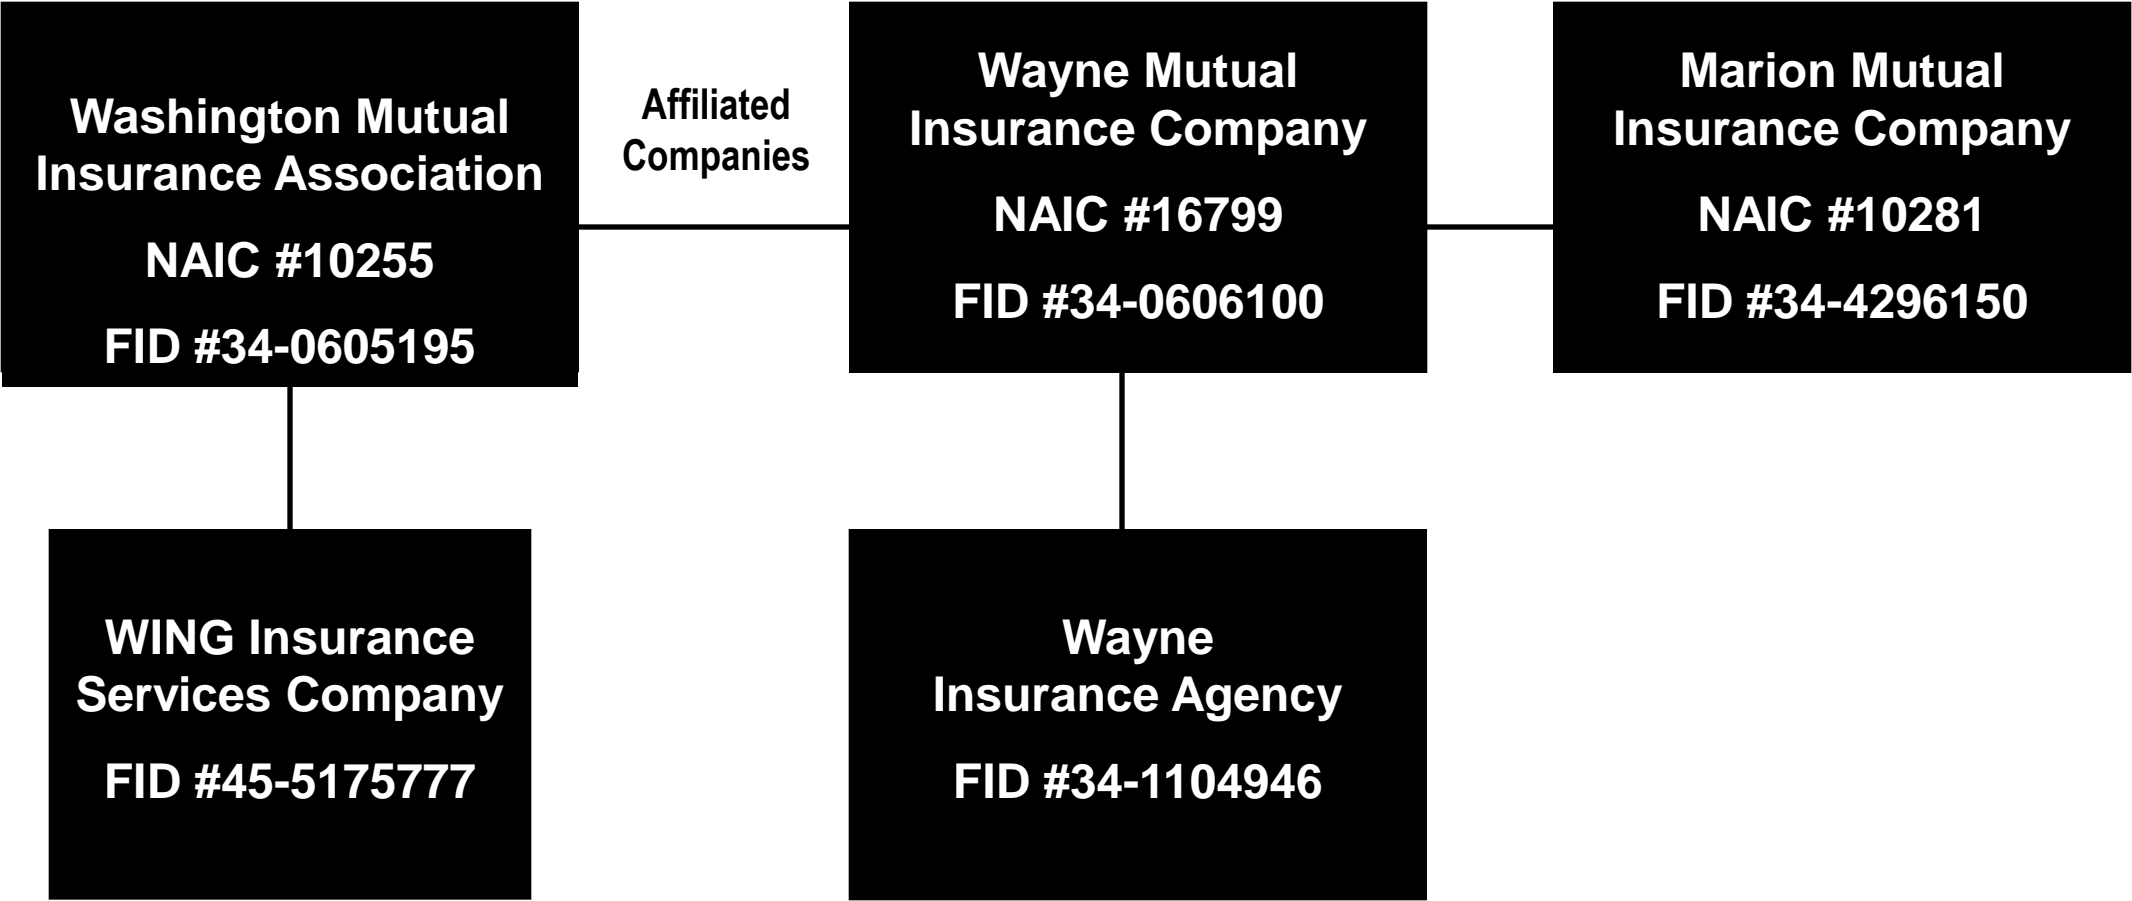 Washington Mutual
Insurance Association
NAIC #10255
FID #34-0605195
Affiliated
Companies
Wayne Mutual
Insurance Company
NAIC #16799
FID #34-0606100
Marion Mutual
Insurance Company
NAIC #10281
FID #34-4296150
WING Insurance
Services Company
FID #45-5175777
Wayne
Insurance Agency
FID #34-1104946